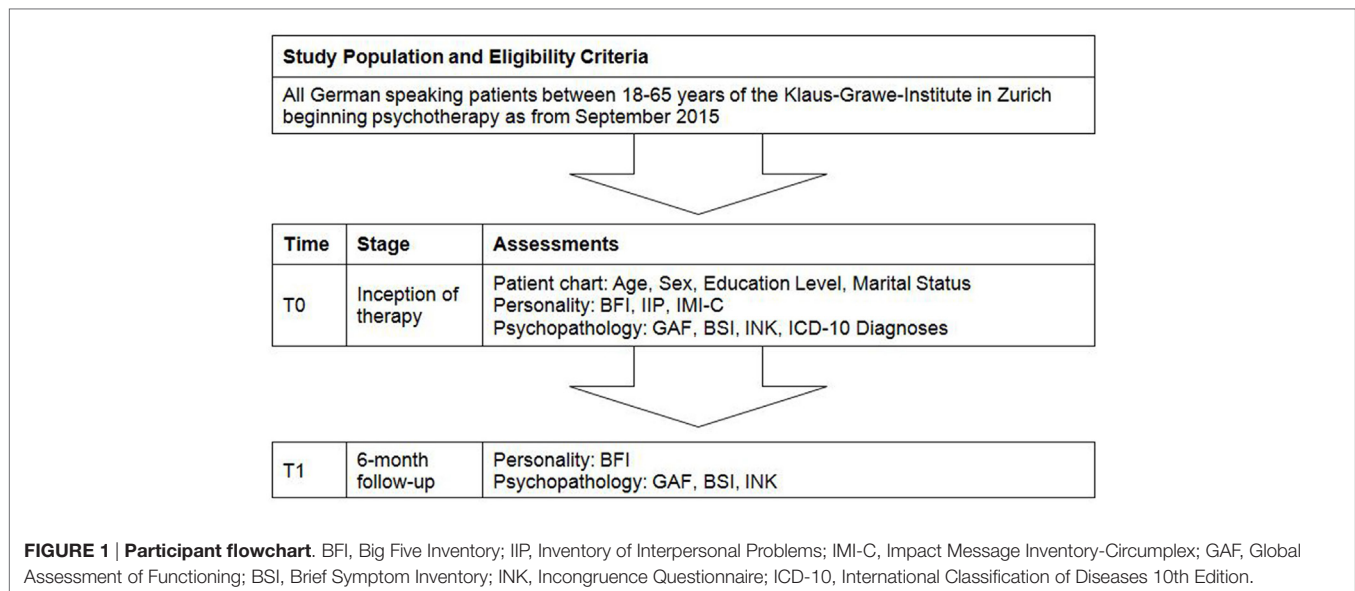 Study Population and Eligibility Criteria
All German speaking patients between 18-65 years of the Klaus-Grawe-Institute in Zurich
beginning psychotherapy as from September 2015
Time Stage Assessments
T0
Inception of
therapy
Patient chart: Age, Sex, Education Level, Marital Status
Personality: BFI, IIP, IMI-C
Psychopathology: GAF, BSI, INK, ICD-10 Diagnoses
T1
6-month
follow-up
Personality: BFI
Psychopathology: GAF, BSI, INK
FIGURE 1 | Participant flowchart. BFI, Big Five Inventory; IIP, Inventory of Interpersonal Problems; IMI-C, Impact Message Inventory-Circumplex; GAF, Global
Assessment of Functioning; BSI, Brief Symptom Inventory; INK, Incongruence Questionnaire; ICD-10, International Classification of Diseases 10th Edition.